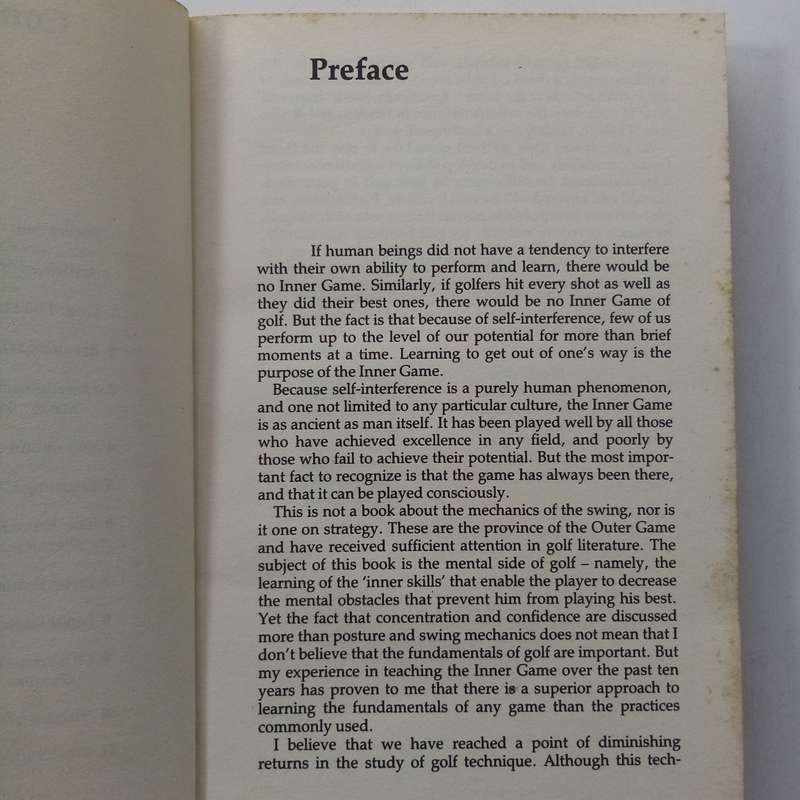 Preface
If human beings did not have a tendency to interfere
with their own ability to perform and learn, there would be
no Inner Game. Similarly, if golfers hit every shot as well as
they did their best ones, there would be no Inner Game of
golf. But the fact is that because of self-interference, few of us
perform up to the level of our potential for more than brief
moments at a time. Learning to get out of one's way is the
purpose of the Inner Game.
Because self-interference is a purely human phenomenon,
and one not limited to any particular culture, the Inner Game
is as ancient as man itself. It has been played well by all those
who have achieved excellence in any field, and poorly by
those who fail to achieve their potential. But the most impor-
tant fact to recognize is that the game has always been there,
and that it can be played consciously.
This is not a book about the mechanics of the swing, nor is
it one on strategy. These are the province of the Outer Game
and have received sufficient attention in golf literature. The
subject of this book is the mental side of golf – namely, the
learning of the 'inner skills' that enable the player to decrease
the mental obstacles that prevent him from playing his best.
Yet the fact that concentration and confidence are discussed
more than posture and swing mechanics does not mean that I
don't believe that the fundamentals of golf are important. But
my experience in teaching the Inner Game over the past ten
years has proven to me that there is a superior approach to
learning the fundamentals of any game than the practices
commonly used.
I believe that we have reached a point of diminishing
returns in the study of golf technique. Although this tech-